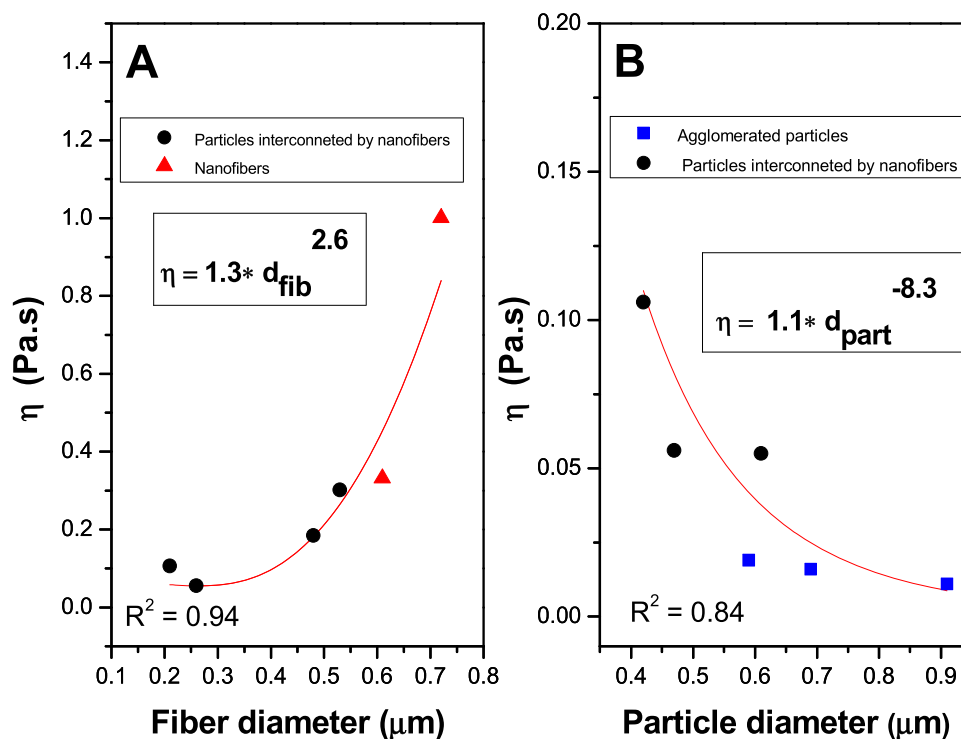 A
Particles interconneted by nanofibers
Nanofibers
η = 1.3* d_fib^2.6
R^2 = 0.94
η (Pa.s)
1.4
1.2
1.0
0.8
0.6
0.4
0.2
0.0
0.1 0.2 0.3 0.4 0.5 0.6 0.7 0.8
Fiber diameter (μm)
B
Agglomerated particles
Particles interconneted by nanofibers
η = 1.1* d_part^-8.3
R^2 = 0.84
η (Pa.s)
0.20
0.15
0.10
0.05
0.00
0.4 0.5 0.6 0.7 0.8 0.9
Particle diameter (μm)